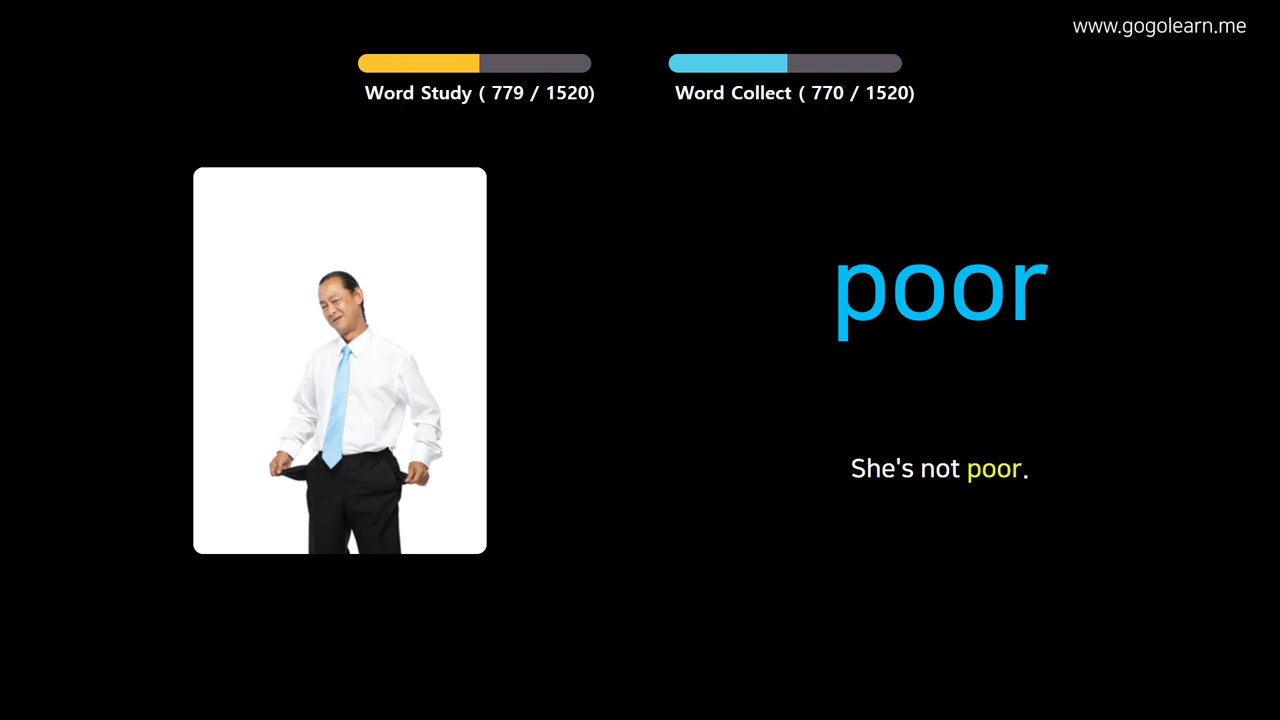 www.gogolearn.me
Word Study ( 779 / 1520)
Word Collect ( 770 / 1520)
poor
She's not poor.